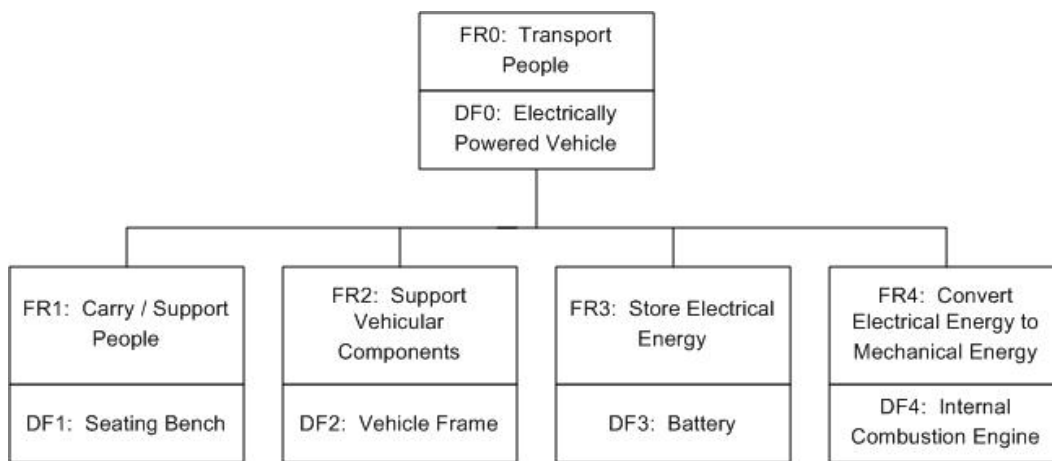 FR0: Transport
People
DF0: Electrically
Powered Vehicle
FR1: Carry / Support
People
DF1: Seating Bench
FR2: Support
Vehicular
Components
DF2: Vehicle Frame
FR3: Store Electrical
Energy
DF3: Battery
FR4: Convert
Electrical Energy to
Mechanical Energy
DF4: Internal
Combustion Engine